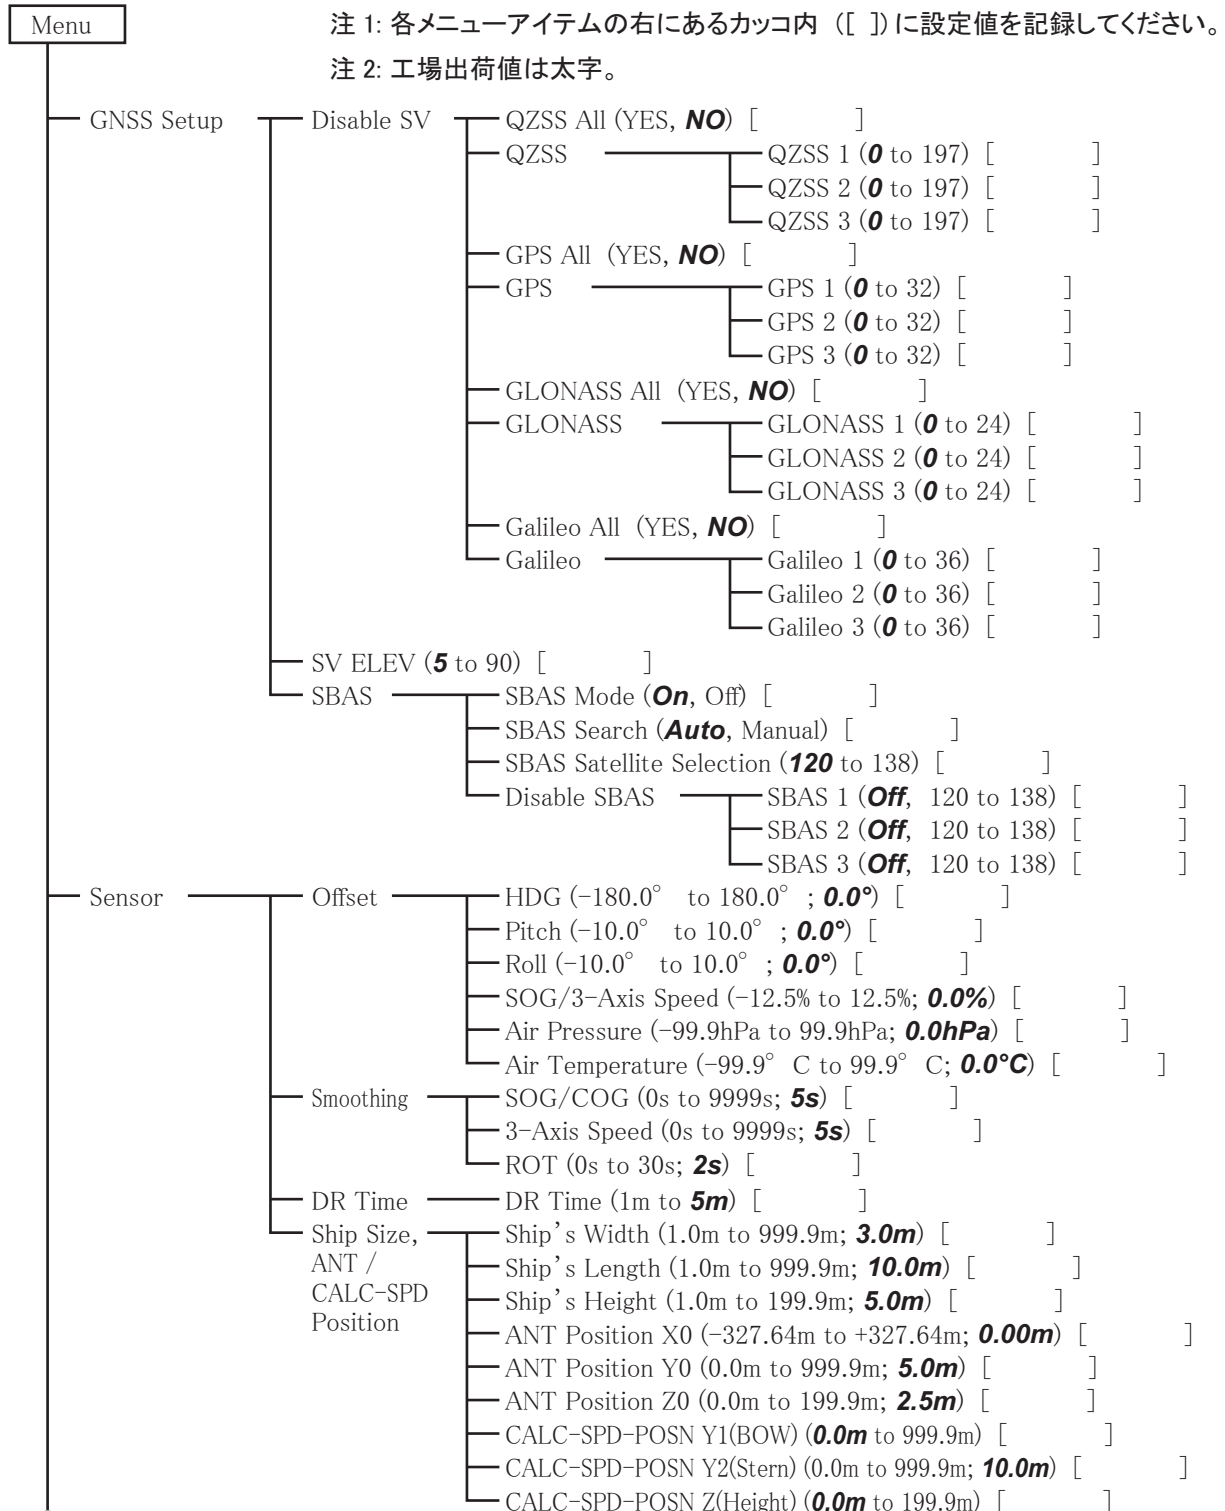 Menu
注 1: 各メニューアイテムの右にあるカッコ内 ([ ]) に設定値を記録してください。
注 2: 工場出荷値は太字。
GNSS Setup
Disable SV
QZSS All (YES, NO) [ ]
QZSS
QZSS 1 (0 to 197) [ ]
QZSS 2 (0 to 197) [ ]
QZSS 3 (0 to 197) [ ]
GPS All (YES, NO) [ ]
GPS
GPS 1 (0 to 32) [ ]
GPS 2 (0 to 32) [ ]
GPS 3 (0 to 32) [ ]
GLONASS All (YES, NO) [ ]
GLONASS
GLONASS 1 (0 to 24) [ ]
GLONASS 2 (0 to 24) [ ]
GLONASS 3 (0 to 24) [ ]
Galileo All (YES, NO) [ ]
Galileo
Galileo 1 (0 to 36) [ ]
Galileo 2 (0 to 36) [ ]
Galileo 3 (0 to 36) [ ]
SV ELEV (5 to 90) [ ]
SBAS
SBAS Mode (On, Off) [ ]
SBAS Search (Auto, Manual) [ ]
SBAS Satellite Selection (120 to 138) [ ]
Disable SBAS
SBAS 1 (Off, 120 to 138) [ ]
SBAS 2 (Off, 120 to 138) [ ]
SBAS 3 (Off, 120 to 138) [ ]
Sensor
Offset
HDG (-180.0° to 180.0° ; 0.0°) [ ]
Pitch (-10.0° to 10.0° ; 0.0°) [ ]
Roll (-10.0° to 10.0° ; 0.0°) [ ]
SOG/3-Axis Speed (-12.5% to 12.5%; 0.0%) [ ]
Air Pressure (-99.9hPa to 99.9hPa; 0.0hPa) [ ]
Air Temperature (-99.9° C to 99.9° C; 0.0°C) [ ]
Smoothing
SOG/COG (0s to 9999s; 5s) [ ]
3-Axis Speed (0s to 9999s; 5s) [ ]
ROT (0s to 30s; 2s) [ ]
DR Time
DR Time (1m to 5m) [ ]
Ship Size,
ANT /
CALC-SPD
Position
Ship’s Width (1.0m to 999.9m; 3.0m) [ ]
Ship’s Length (1.0m to 999.9m; 10.0m) [ ]
Ship’s Height (1.0m to 199.9m; 5.0m) [ ]
ANT Position X0 (-327.64m to +327.64m; 0.00m) [ ]
ANT Position Y0 (0.0m to 999.9m; 5.0m) [ ]
ANT Position Z0 (0.0m to 199.9m; 2.5m) [ ]
CALC-SPD-POSN Y1(BOW) (0.0m to 999.9m) [ ]
CALC-SPD-POSN Y2(Stern) (0.0m to 999.9m; 10.0m) [ ]
CALC-SPD-POSN Z(Height) (0.0m to 199.9m) [ ]